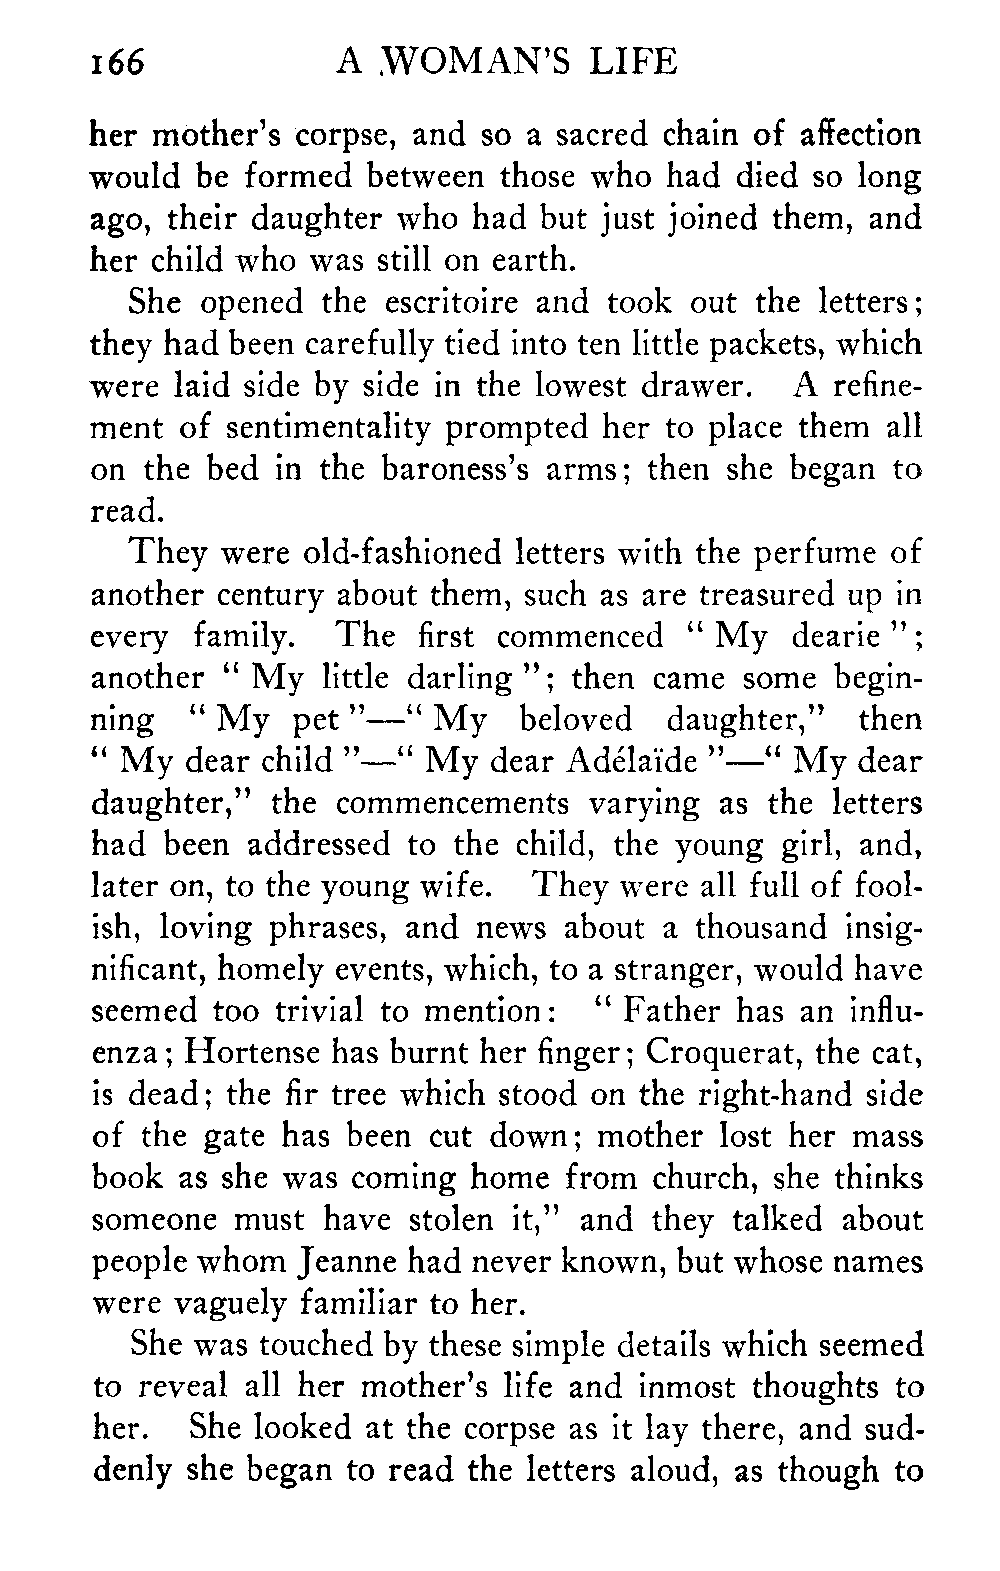 166 A WOMAN'S LIFE
her mother's corpse, and so a sacred chain of affection
would be formed between those who had died so long
ago, their daughter who had but just joined them, and
her child who was still on earth.
She opened the escritoire and took out the letters;
they had been carefully tied into ten little packets, which
were laid side by side in the lowest drawer. A refine-
ment of sentimentality prompted her to place them all
on the bed in the baroness's arms; then she began to
read.
They were old-fashioned letters with the perfume of
another century about them, such as are treasured up in
every family. The first commenced " My dearie ";
another " My little darling "; then came some begin-
ning " My pet "—" My beloved daughter," then
" My dear child "—" My dear Adélaïde "—" My dear
daughter," the commencements varying as the letters
had been addressed to the child, the young girl, and,
later on, to the young wife. They were all full of fool-
ish, loving phrases, and news about a thousand insig-
nificant, homely events, which, to a stranger, would have
seemed too trivial to mention: " Father has an influ-
enza; Hortense has burnt her finger; Croquerat, the cat,
is dead; the fir tree which stood on the right-hand side
of the gate has been cut down; mother lost her mass
book as she was coming home from church, she thinks
someone must have stolen it," and they talked about
people whom Jeanne had never known, but whose names
were vaguely familiar to her.
She was touched by these simple details which seemed
to reveal all her mother's life and inmost thoughts to
her. She looked at the corpse as it lay there, and sud-
denly she began to read the letters aloud, as though to